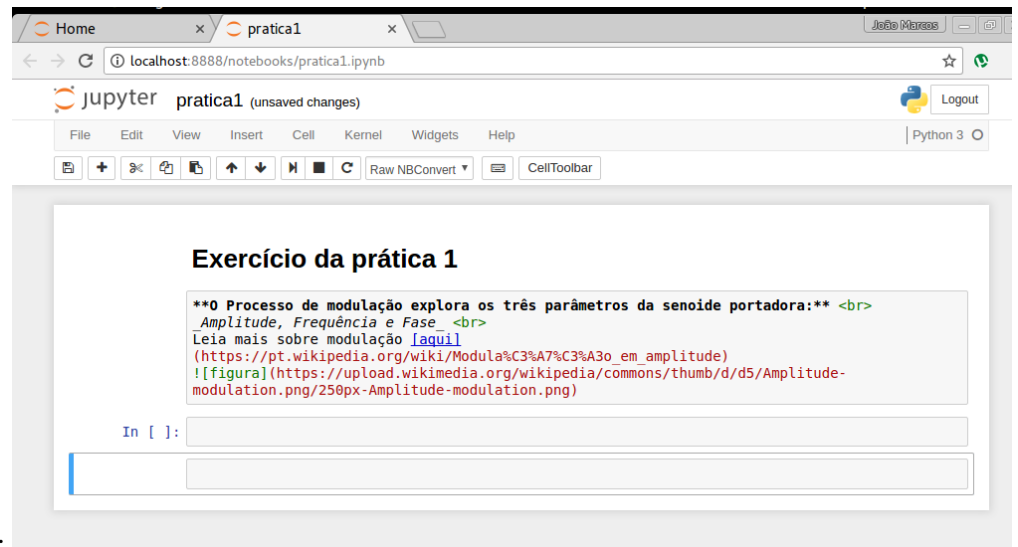 Home
pratica1
João Marcos
localhost:8888/notebooks/pratica1.ipynb
jupyter pratica1 (unsaved changes)
Logout
File Edit View Insert Cell Kernel Widgets Help
Python 3
Raw NBConvert
CellToolbar
Exercício da prática 1
**O Processo de modulação explora os três parâmetros da senoide portadora:** <br>
_Amplitude, Frequência e Fase_ <br>
Leia mais sobre modulação [aqui]
(https://pt.wikipedia.org/wiki/Modula%C3%A7%C3%A3o_em_amplitude)
![figura](https://upload.wikimedia.org/wikipedia/commons/thumb/d/d5/Amplitude-
modulation.png/250px-Amplitude-modulation.png)
In [ ]: